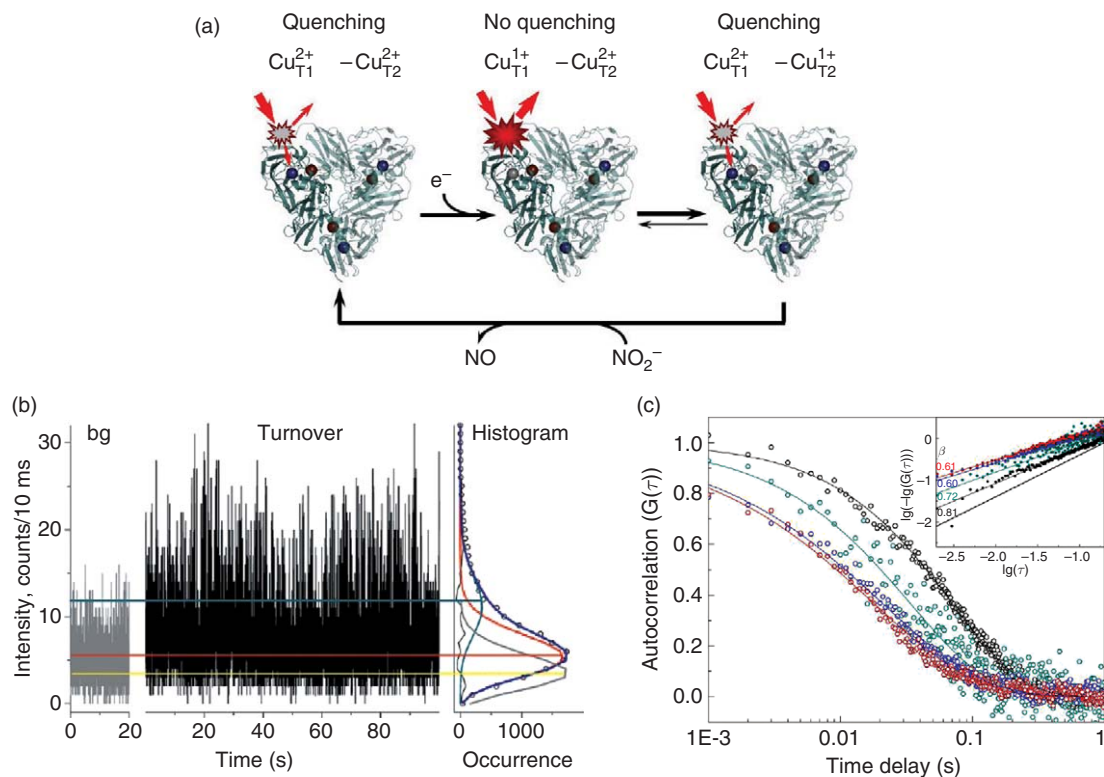 (a)
Quenching No quenching Quenching
Cu²⁺T1 –Cu²⁺T2 Cu¹⁺T1 –Cu²⁺T2 Cu²⁺T1 –Cu¹⁺T2
e⁻
NO NO₂⁻
(b)
bg Turnover Histogram
Intensity, counts/10 ms
30
20
10
0
0 20 0 20 40 60 80 100 0 1000
Time (s) Occurrence
(c)
Autocorrelation (G(τ))
1.0
0.8
0.6
0.4
0.2
0.0
1E-3 0.01 0.1 1
Time delay (s)
β
0.61
0.60
0.72
0.81
lg(-lg(G(τ)))
0
-1
-2
-2.5 -2.0 -1.5 -1.0
lg(τ)